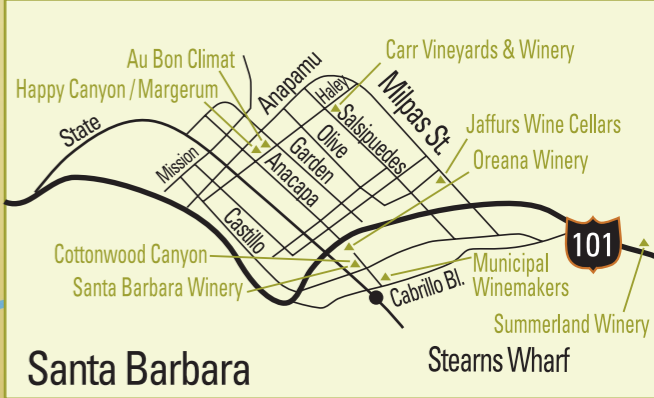 Au Bon Climat
Happy Canyon / Margerum
Carr Vineyards & Winery
Jaffurs Wine Cellars
Oreana Winery
State
Mission
Anapamu
Haley
Milpas St.
Salsipuedes
Olive
Garden
Anacapa
Castillo
Cottonwood Canyon
Santa Barbara Winery
Cabrillo Bl.
Municipal
Winemakers
101
Summerland Winery
Santa Barbara
Stearns Wharf